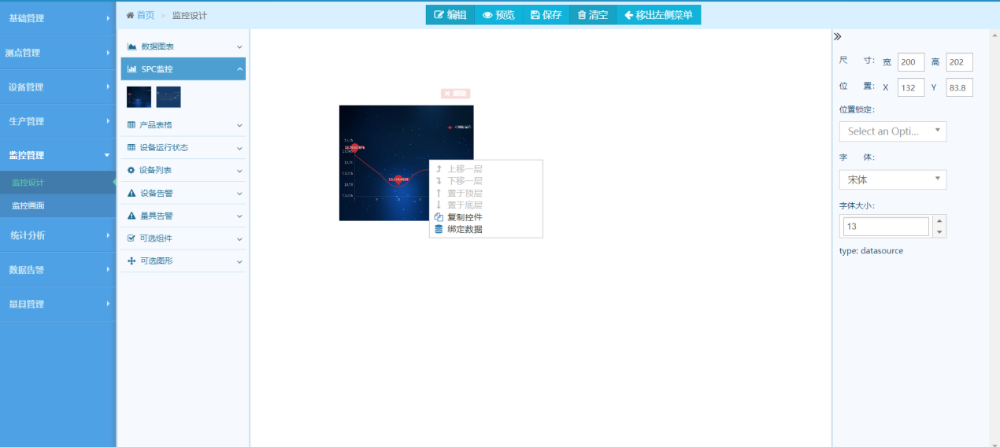 首页 > 监控设计
编辑 预览 保存 清空 移出左侧菜单
基础管理
测点管理
设备管理
生产管理
监控管理
监控设计
监控画面
统计分析
数据告警
量具管理
数据图表
SPC监控
产品表格
设备运行状态
设备列表
设备告警
量具告警
可选组件
可选图形
删除
上移一层
下移一层
置于顶层
置于底层
复制控件
绑定数据
尺 寸: 宽 200 高 202
位 置: X 132 Y 83.8
位置锁定:
Select an Opti...
字 体:
宋体
字体大小:
13
type: datasource